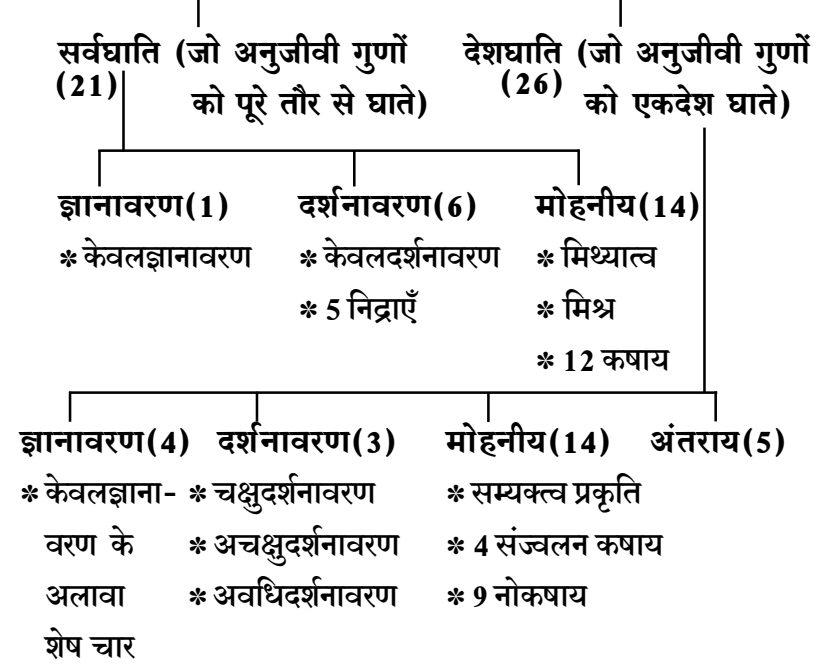 सर्वघाति (जो अनुजीवी गुणों
(21) को पूरे तौर से घाते)
देशघाति (जो अनुजीवी गुणों
(26) को एकदेश घाते)
ज्ञानावरण(1)
* केवलज्ञानावरण
दर्शनावरण(6)
* केवलदर्शनावरण
* 5 निद्राएँ
मोहनीय(14)
* मिथ्यात्व
* मिश्र
* 12 कषाय
ज्ञानावरण(4)
* केवलज्ञाना-
वरण के
अलावा
शेष चार
दर्शनावरण(3)
* चक्षुदर्शनावरण
* अचक्षुदर्शनावरण
* अवधिदर्शनावरण
मोहनीय(14)
* सम्यक्त्व प्रकृति
* 4 संज्वलन कषाय
* 9 नोकषाय
अंतराय(5)